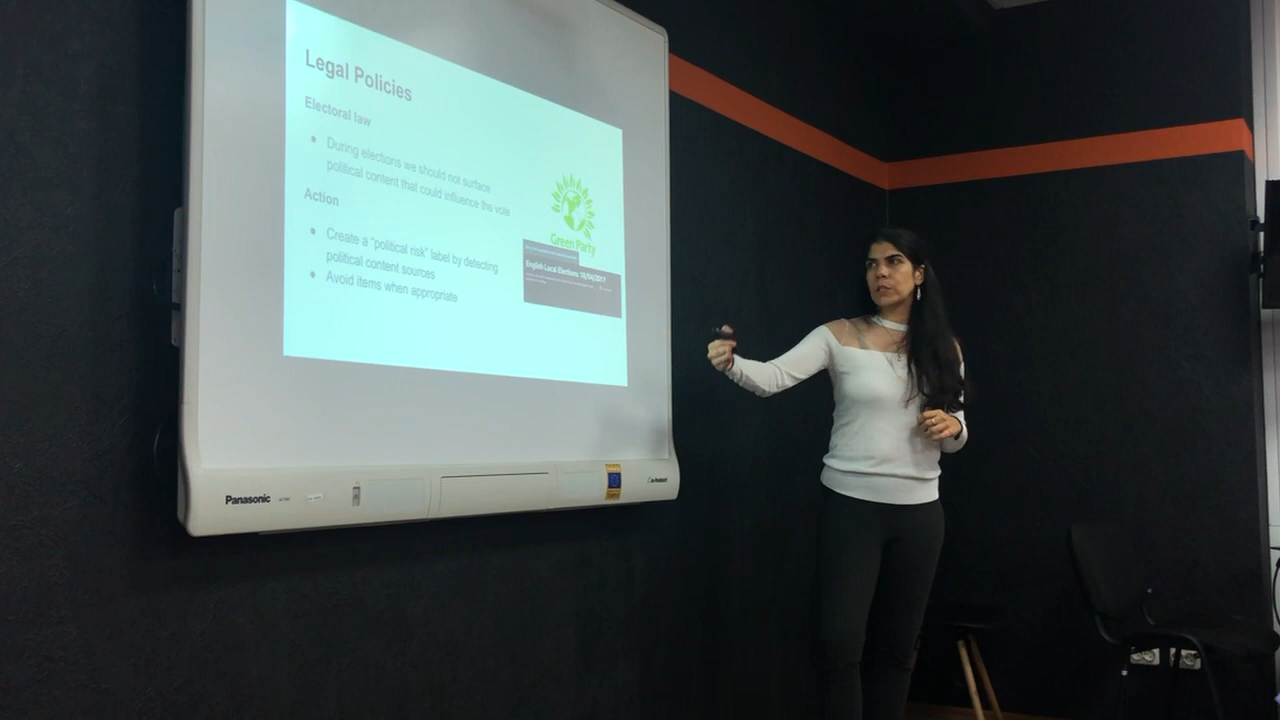 Legal Policies
Electoral law
• During elections we should not surface
political content that could influence the vote
Action
• Create a "political risk" label by detecting
political content sources
• Avoid items when appropriate
Green Party
English Local Elections 18/04/2017
Panasonic